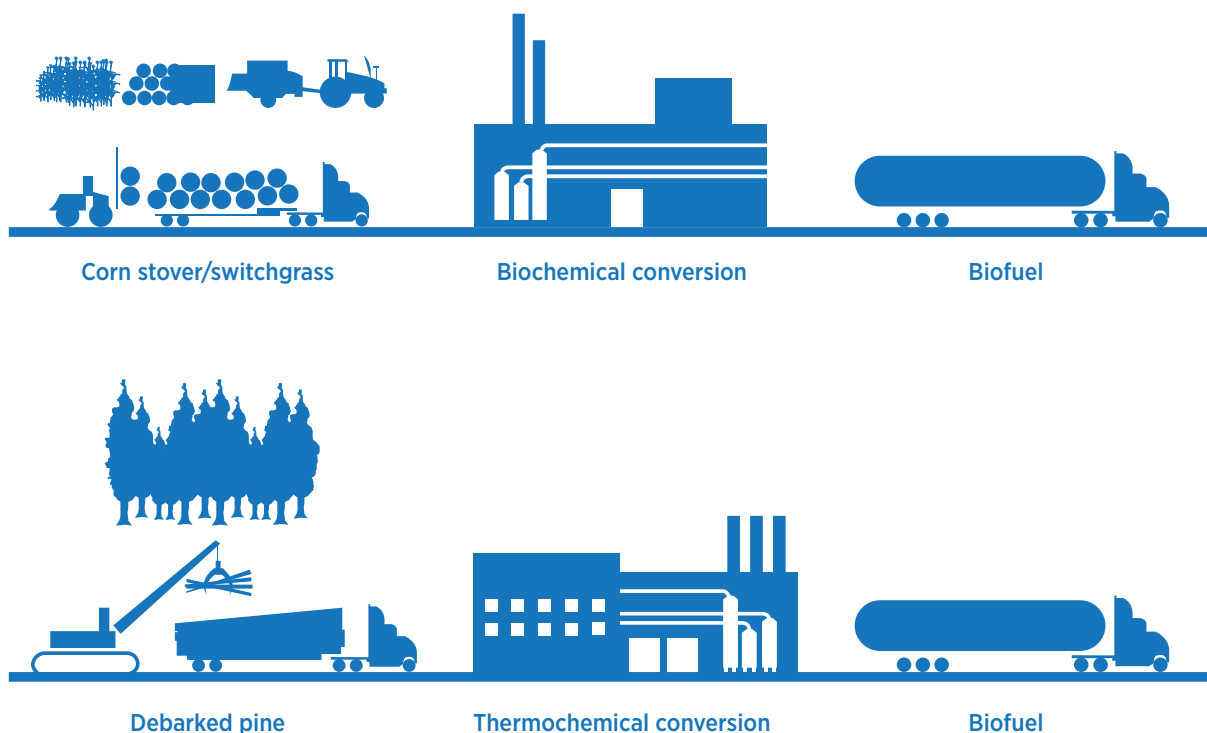 Corn stover/switchgrass
Biochemical conversion
Biofuel
Debarked pine
Thermochemical conversion
Biofuel